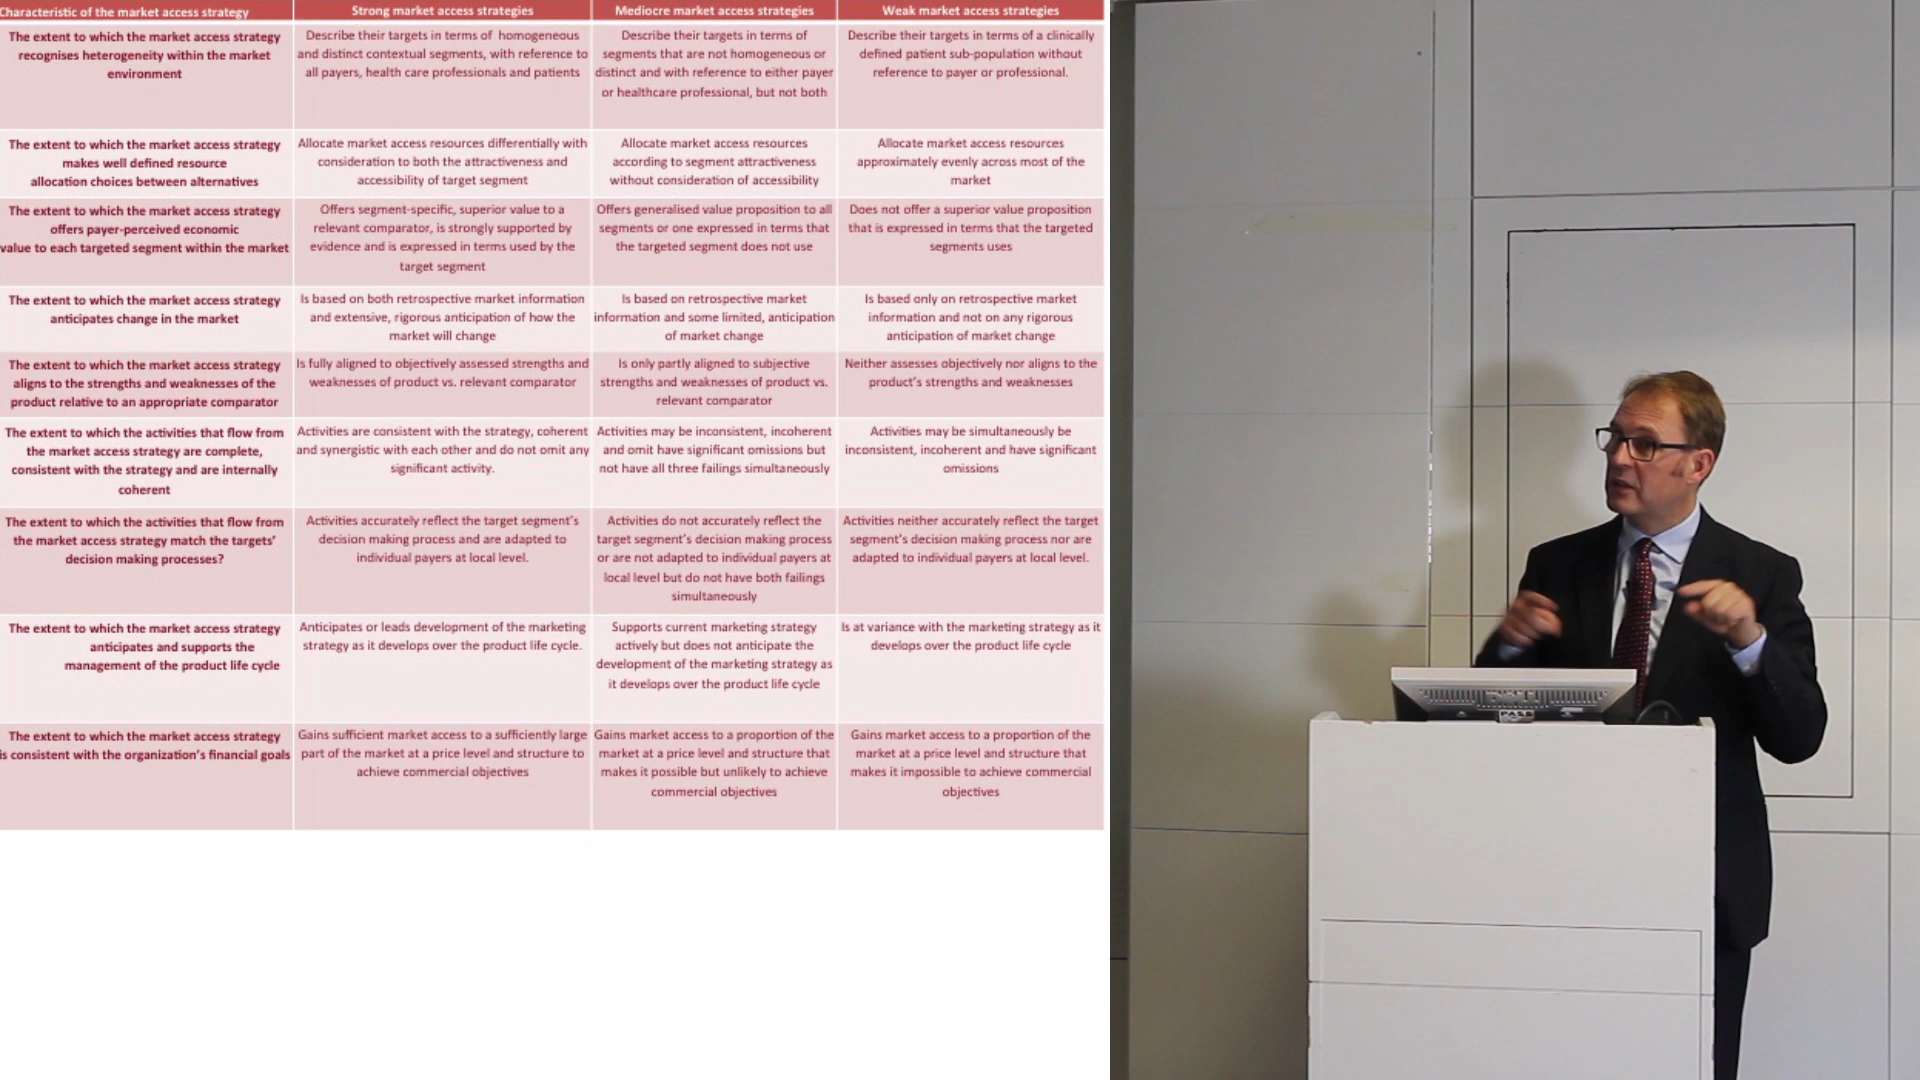 Characteristic of the market access strategy
Strong market access strategies
Mediocre market access strategies
Weak market access strategies
The extent to which the market access strategy
recognises heterogeneity within the market
environment
Describe their targets in terms of homogeneous
and distinct contextual segments, with reference to
all payers, health care professionals and patients
Describe their targets in terms of
segments that are not homogeneous or
distinct and with reference to either payer
or healthcare professional, but not both
Describe their targets in terms of a clinically
defined patient sub-population without
reference to payer or professional.
The extent to which the market access strategy
makes well defined resource
allocation choices between alternatives
Allocate market access resources differentially with
consideration to both the attractiveness and
accessibility of target segment
Allocate market access resources
according to segment attractiveness
without consideration of accessibility
Allocate market access resources
approximately evenly across most of the
market
The extent to which the market access strategy
offers payer-perceived economic
value to each targeted segment within the market
Offers segment-specific, superior value to a
relevant comparator, is strongly supported by
evidence and is expressed in terms used by the
target segment
Offers generalised value proposition to all
segments or one expressed in terms that
the targeted segment does not use
Does not offer a superior value proposition
that is expressed in terms that the targeted
segments uses
The extent to which the market access strategy
anticipates change in the market
Is based on both retrospective market information
and extensive, rigorous anticipation of how the
market will change
Is based on retrospective market
information and some limited, anticipation
of market change
Is based only on retrospective market
information and not on any rigorous
anticipation of market change
The extent to which the market access strategy
aligns to the strengths and weaknesses of the
product relative to an appropriate comparator
Is fully aligned to objectively assessed strengths and
weaknesses of product vs. relevant comparator
Is only partly aligned to subjective
strengths and weaknesses of product vs.
relevant comparator
Neither assesses objectively nor aligns to the
product's strengths and weaknesses
The extent to which the activities that flow from
the market access strategy are complete,
consistent with the strategy and are internally
coherent
Activities are consistent with the strategy, coherent
and synergistic with each other and do not omit any
significant activity.
Activities may be inconsistent, incoherent
and omit have significant omissions but
not have all three failings simultaneously
Activities may be simultaneously be
inconsistent, incoherent and have significant
omissions
The extent to which the activities that flow from
the market access strategy match the targets'
decision making processes?
Activities accurately reflect the target segment's
decision making process and are adapted to
individual payers at local level.
Activities do not accurately reflect the
target segment's decision making process
or are not adapted to individual payers at
local level but do not have both failings
simultaneously
Activities neither accurately reflect the target
segment's decision making process nor are
adapted to individual payers at local level.
The extent to which the market access strategy
anticipates and supports the
management of the product life cycle
Anticipates or leads development of the marketing
strategy as it develops over the product life cycle.
Supports current marketing strategy
actively but does not anticipate the
development of the marketing strategy as
it develops over the product life cycle
Is at variance with the marketing strategy as it
develops over the product life cycle
The extent to which the market access strategy
is consistent with the organization's financial goals
Gains sufficient market access to a sufficiently large
part of the market at a price level and structure to
achieve commercial objectives
Gains market access to a proportion of the
market at a price level and structure that
makes it possible but unlikely to achieve
commercial objectives
Gains market access to a proportion of the
market at a price level and structure that
makes it impossible to achieve commercial
objectives